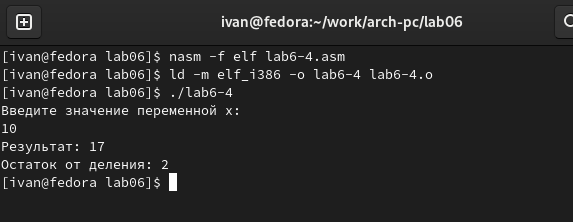 ivan@fedora:~/work/arch-pc/lab06
[ivan@fedora lab06]$ nasm -f elf lab6-4.asm
[ivan@fedora lab06]$ ld -m elf_i386 -o lab6-4 lab6-4.o
[ivan@fedora lab06]$ ./lab6-4
Введите значение переменной x:
10
Результат: 17
Остаток от деления: 2
[ivan@fedora lab06]$